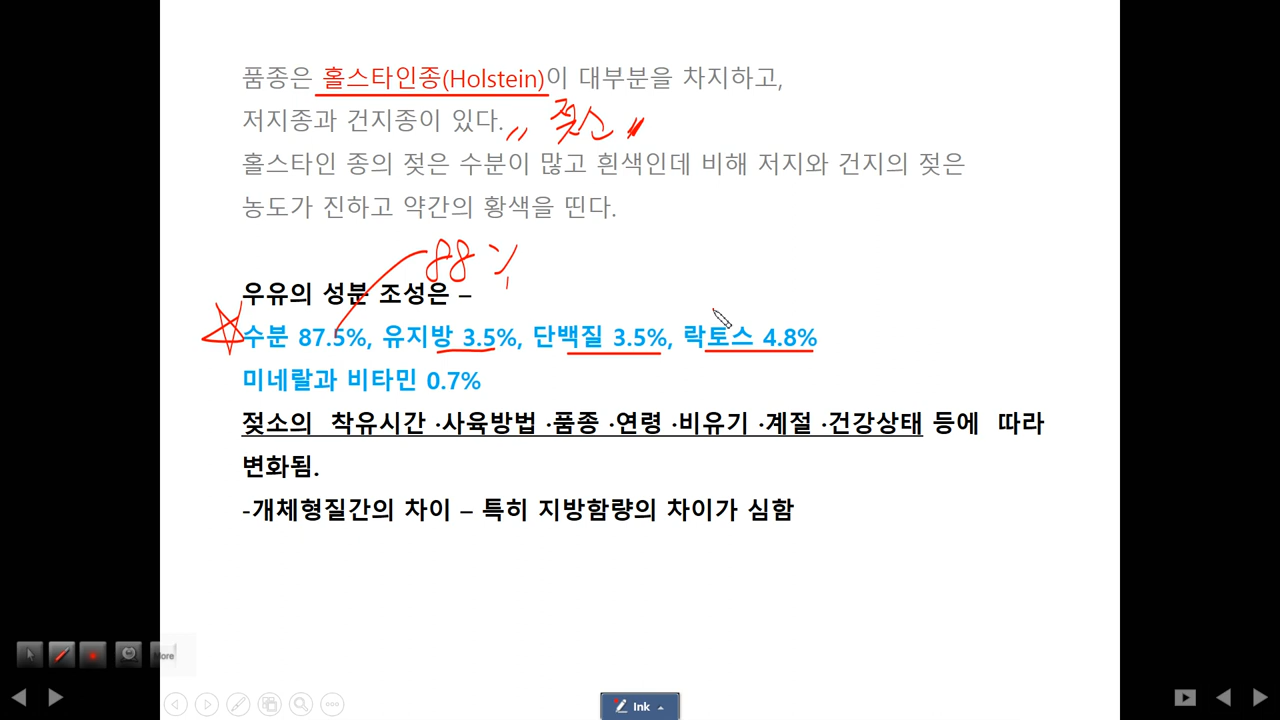 품종은 홀스타인종(Holstein)이 대부분을 차지하고,
저지종과 건지종이 있다. " 젖소 "
홀스타인 종의 젖은 수분이 많고 흰색인데 비해 저지와 건지의 젖은
농도가 진하고 약간의 황색을 띤다.
88%
우유의 성분 조성은 –
수분 87.5%, 유지방 3.5%, 단백질 3.5%, 락토스 4.8%
미네랄과 비타민 0.7%
젖소의 착유시간 ·사육방법 ·품종 ·연령 ·비유기 ·계절 ·건강상태 등에 따라
변화됨.
-개체형질간의 차이 – 특히 지방함량의 차이가 심함
More
Ink